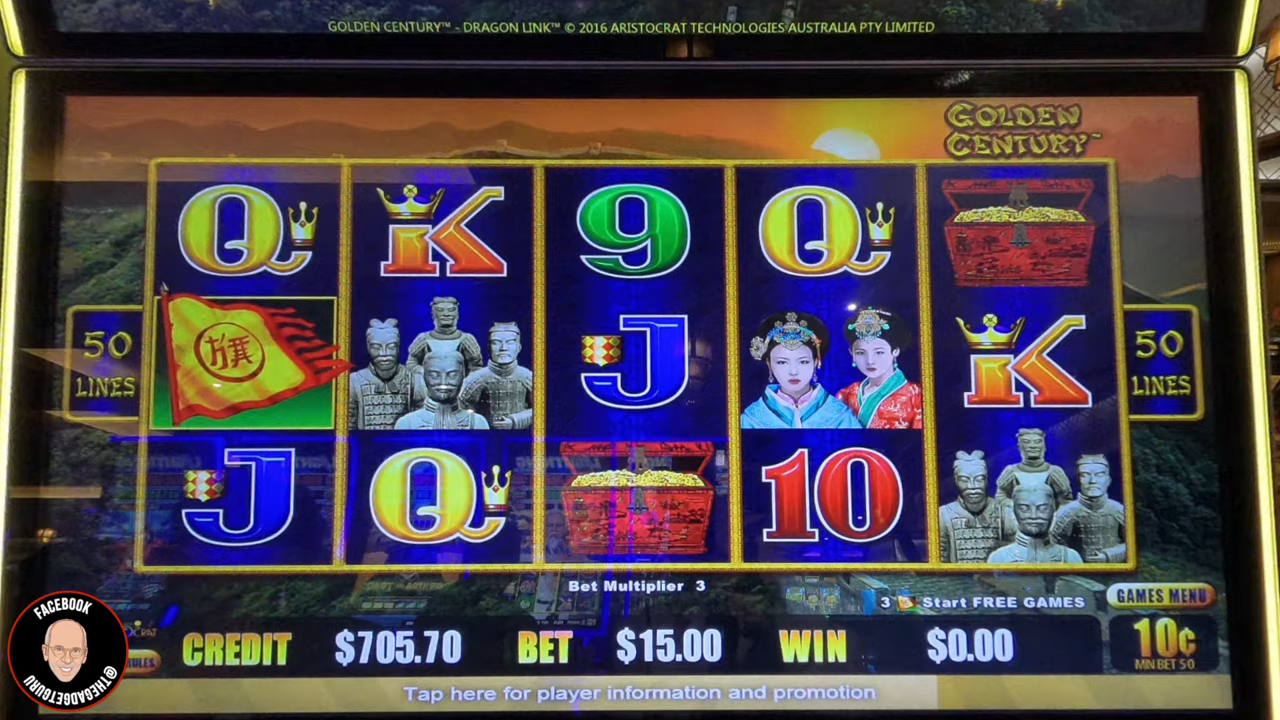 GOLDEN CENTURY™ - DRAGON LINK™ © 2016 ARISTOCRAT TECHNOLOGIES AUSTRALIA PTY LIMITED
GOLDEN
CENTURY™
Q K 9 Q
50
LINES
旗
J
K
50
LINES
J Q 10
Bet Multiplier 3
3 Start FREE GAMES
GAMES MENU
CREDIT $705.70 BET $15.00 WIN $0.00
10¢
MIN BET 50
Tap here for player information and promotion
FACEBOOK
@THEGADGETGURU